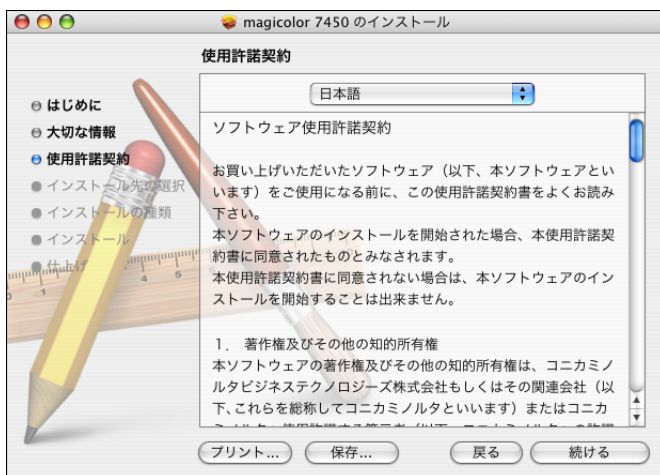 magicolor 7450 のインストール
使用許諾契約
はじめに
大切な情報
使用許諾契約
インストール先の選択
インストールの種類
インストール
仕上げ
日本語
ソフトウェア使用許諾契約
お買い上げいただいたソフトウェア（以下、本ソフトウェアとい
います）をご使用になる前に、この使用許諾契約書をよくお読み
下さい。
本ソフトウェアのインストールを開始された場合、本使用許諾契
約書に同意されたものとみなされます。
本使用許諾契約書に同意されない場合は、本ソフトウェアのイン
ストールを開始することは出来ません。
1． 著作権及びその他の知的所有権
本ソフトウェアの著作権及びその他の知的所有権は、コニカミノ
ルタビジネステクノロジーズ株式会社もしくはその関連会社（以
下、これらを総称してコニカミノルタといいます）またはコニカ
プリント...
保存...
戻る
続ける